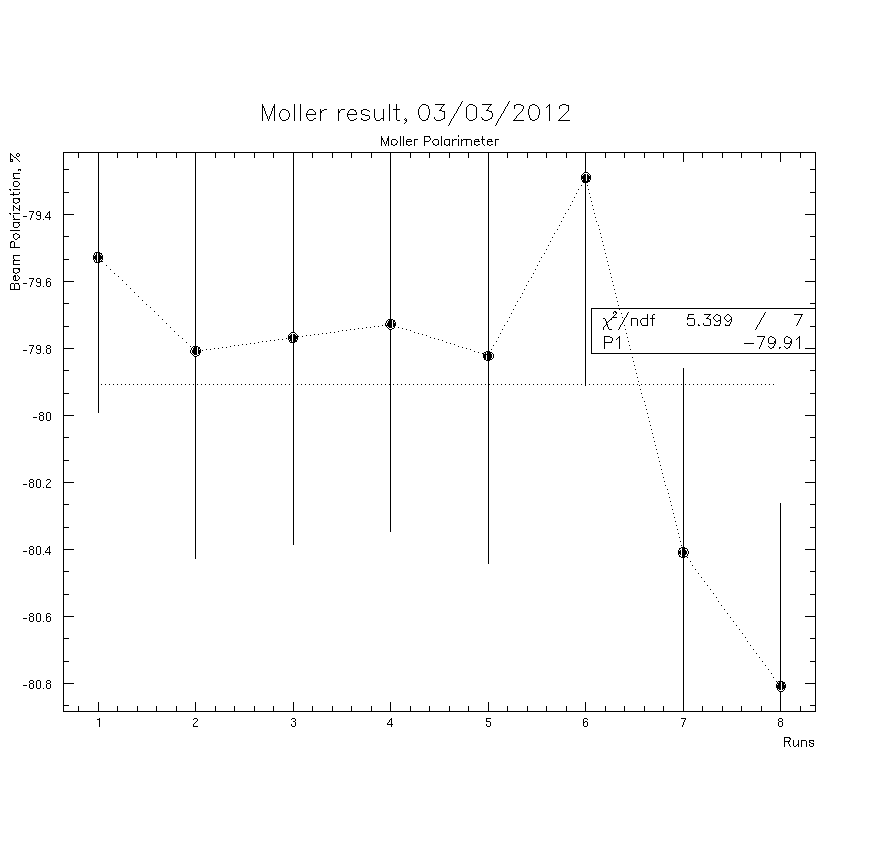 Moller result, 03/03/2012
Moller Polarimeter
Beam Polarization, %
-79.4
-79.6
-79.8
-80
-80.2
-80.4
-80.6
-80.8
χ²/ndf 5.399 / 7
P1 -79.91
1 2 3 4 5 6 7 8
Runs